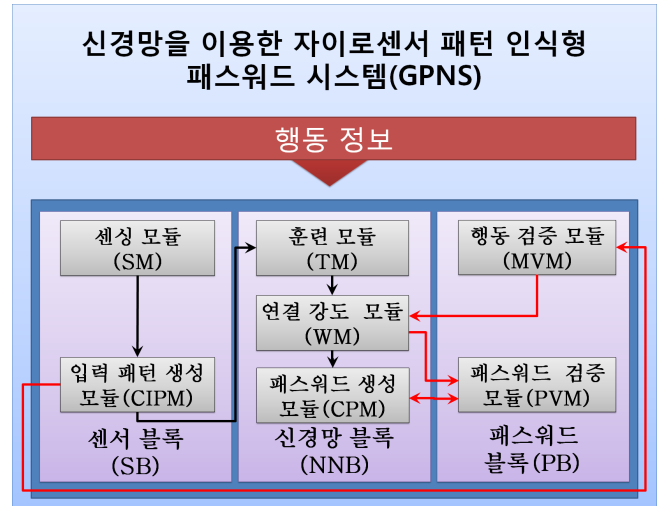 신경망을 이용한 자이로센서 패턴 인식형
패스워드 시스템(GPNS)
행동 정보
센싱 모듈
(SM)
입력 패턴 생성
모듈(CIPM)
센서 블록
(SB)
훈련 모듈
(TM)
연결 강도 모듈
(WM)
패스워드 생성
모듈(CPM)
신경망 블록
(NNB)
행동 검증 모듈
(MVM)
패스워드 검증
모듈(PVM)
패스워드
블록(PB)